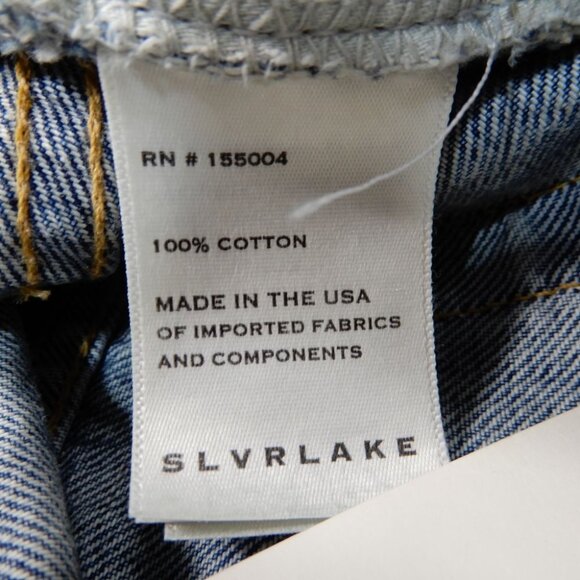 RN # 155004
100% COTTON
MADE IN THE USA
OF IMPORTED FABRICS
AND COMPONENTS
SLVRLAKE